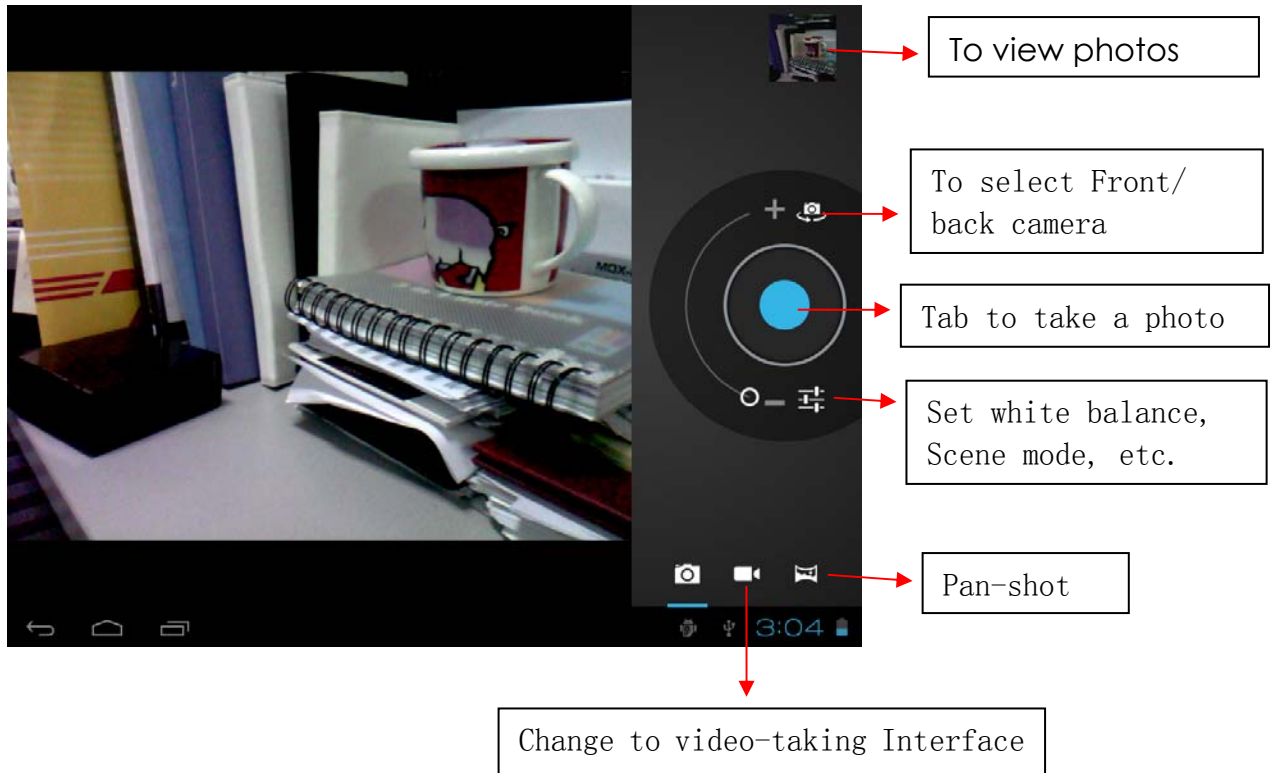 To view photos
To select Front/
back camera
Tab to take a photo
Set white balance,
Scene mode, etc.
Pan-shot
3:04
Change to video-taking Interface